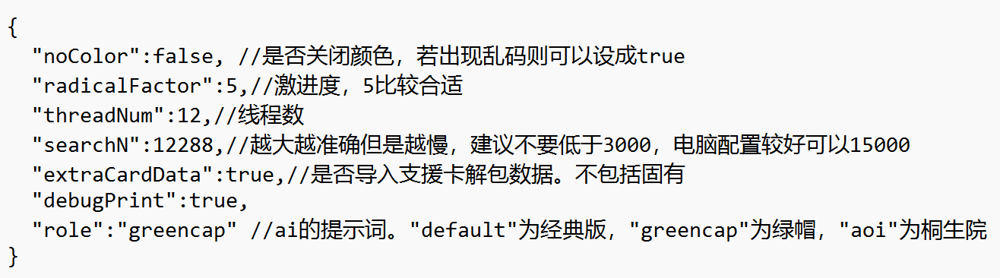 {
"noColor":false, //是否关闭颜色，若出现乱码则可以设成true
"radicalFactor":5,//激进度，5比较合适
"threadNum":12,//线程数
"searchN":12288,//越大越准确但是越慢，建议不要低于3000，电脑配置较好可以15000
"extraCardData":true,//是否导入支援卡解包数据。不包括固有
"debugPrint":true,
"role":"greencap" //ai的提示词。"default"为经典版，"greencap"为绿帽，"aoi"为桐生院
}